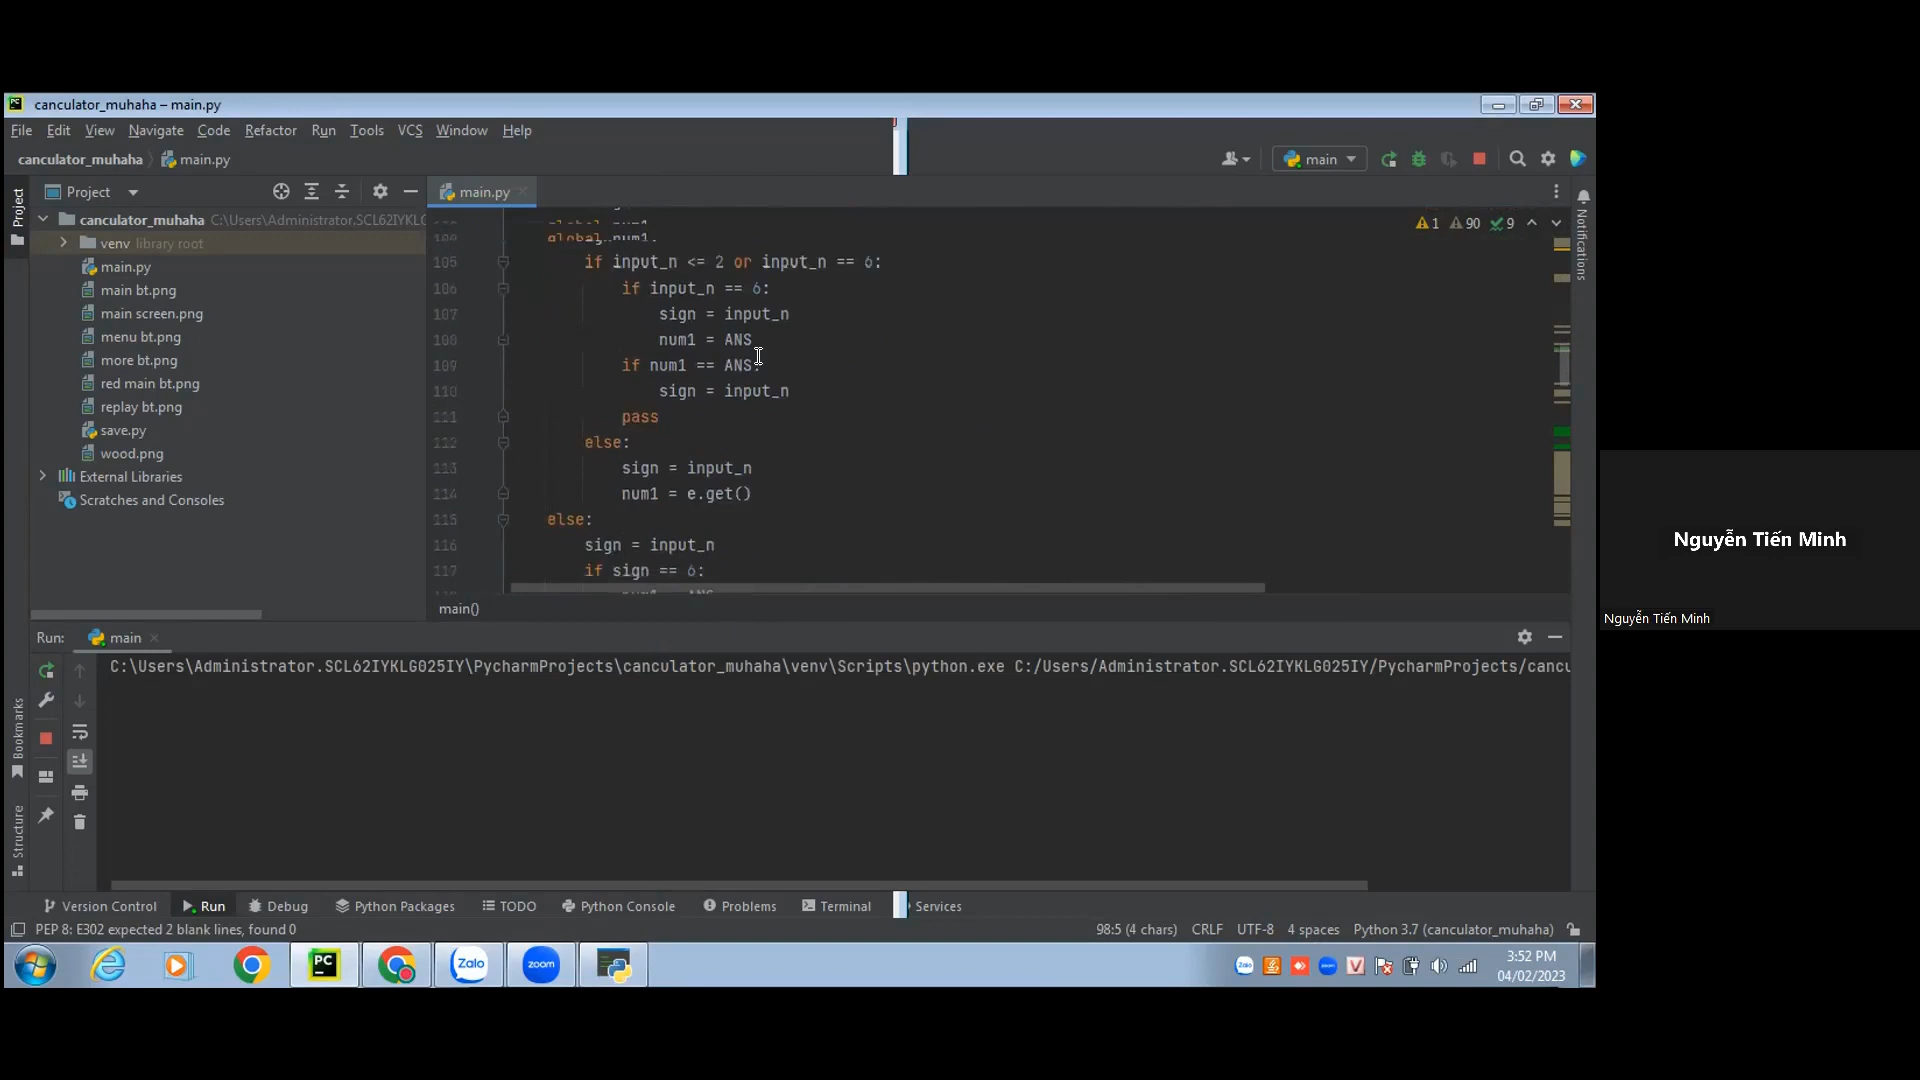 canculator_muhaha – main.py
File Edit View Navigate Code Refactor Run Tools VCS Window Help
canculator_muhaha main.py
main
Project
main.py
canculator_muhaha C:\Users\Administrator.SCL62IYKLG
venv library root
main.py
main bt.png
main screen.png
menu bt.png
more bt.png
red main bt.png
replay bt.png
save.py
wood.png
External Libraries
Scratches and Consoles
Project
Bookmarks
Structure
Notifications
1 90 9
104 global num1
105 if input_n <= 2 or input_n == 6:
106 if input_n == 6:
107 sign = input_n
108 num1 = ANS
109 if num1 == ANS:
110 sign = input_n
111 pass
112 else:
113 sign = input_n
114 num1 = e.get()
115 else:
116 sign = input_n
117 if sign == 6:
main()
Run: main
C:\Users\Administrator.SCL62IYKLG025IY\PycharmProjects\canculator_muhaha\venv\Scripts\python.exe C:/Users/Administrator.SCL62IYKLG025IY/PycharmProjects/cancu
Version Control Run Debug Python Packages TODO Python Console Problems Terminal Services
PEP 8: E302 expected 2 blank lines, found 0
98:5 (4 chars) CRLF UTF-8 4 spaces Python 3.7 (canculator_muhaha)
PC
Zalo
zoom
3:52 PM
04/02/2023
Nguyễn Tiến Minh
Nguyễn Tiến Minh